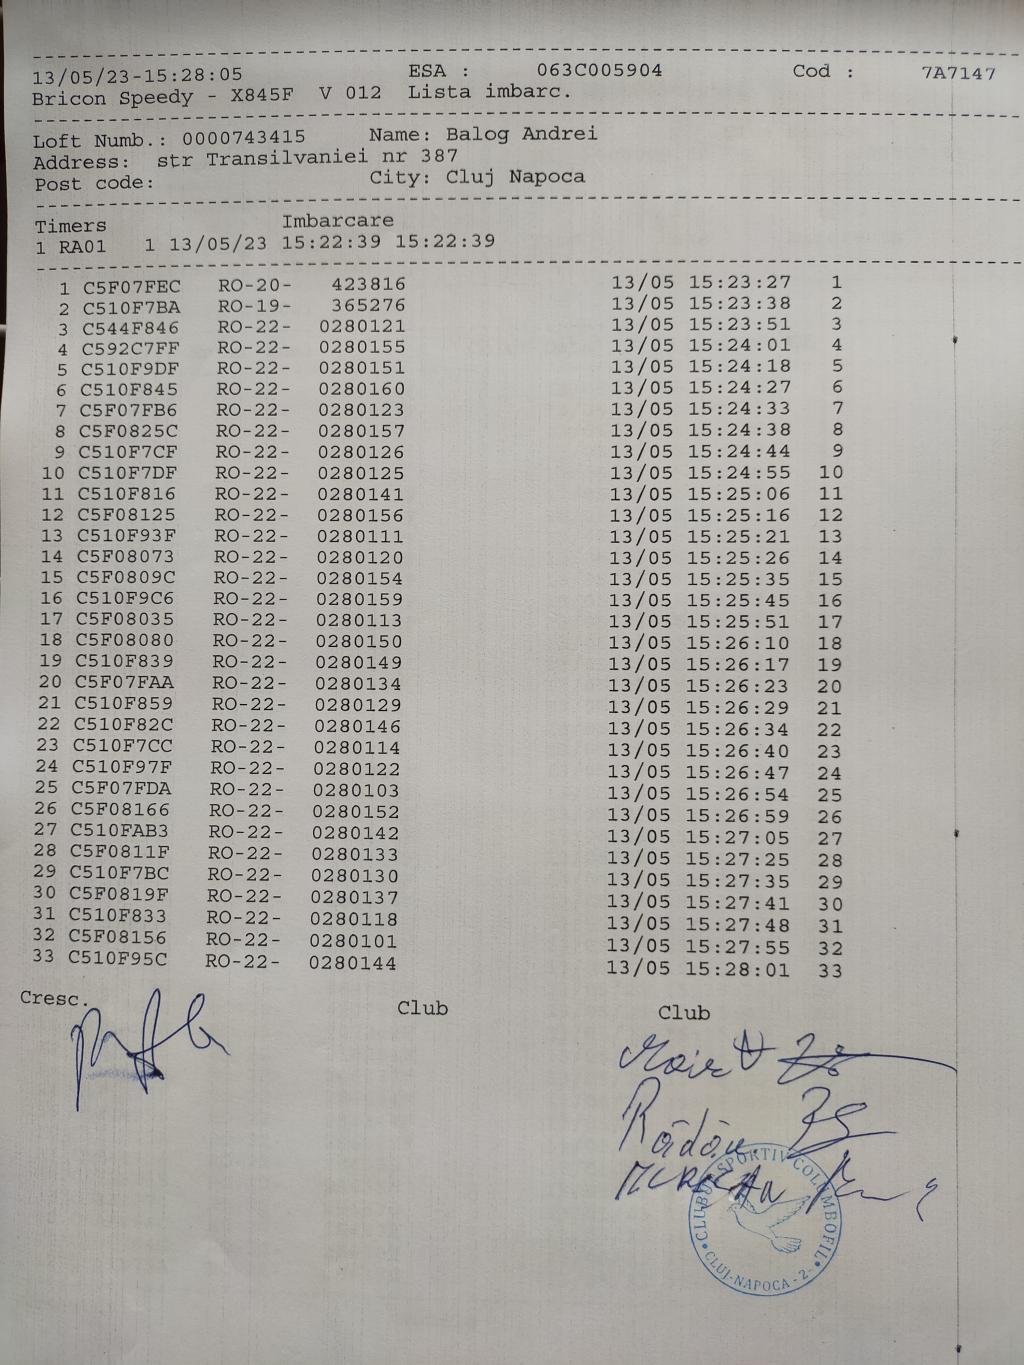 13/05/23-15:28:05 ESA : 063C005904 Cod : 7A7147
Bricon Speedy - X845F V 012 Lista imbarc.
Loft Numb.: 0000743415 Name: Balog Andrei
Address: str Transilvaniei nr 387
Post code: City: Cluj Napoca
Timers Imbarcare
1 RA01 1 13/05/23 15:22:39 15:22:39
1 C5F07FEC RO-20- 423816 13/05 15:23:27 1
2 C510F7BA RO-19- 365276 13/05 15:23:38 2
3 C544F846 RO-22- 0280121 13/05 15:23:51 3
4 C592C7FF RO-22- 0280155 13/05 15:24:01 4
5 C510F9DF RO-22- 0280151 13/05 15:24:18 5
6 C510F845 RO-22- 0280160 13/05 15:24:27 6
7 C5F07FB6 RO-22- 0280123 13/05 15:24:33 7
8 C5F0825C RO-22- 0280157 13/05 15:24:38 8
9 C510F7CF RO-22- 0280126 13/05 15:24:44 9
10 C510F7DF RO-22- 0280125 13/05 15:24:55 10
11 C510F816 RO-22- 0280141 13/05 15:25:06 11
12 C5F08125 RO-22- 0280156 13/05 15:25:16 12
13 C510F93F RO-22- 0280111 13/05 15:25:21 13
14 C5F08073 RO-22- 0280120 13/05 15:25:26 14
15 C5F0809C RO-22- 0280154 13/05 15:25:35 15
16 C510F9C6 RO-22- 0280159 13/05 15:25:45 16
17 C5F08035 RO-22- 0280113 13/05 15:25:51 17
18 C5F08080 RO-22- 0280150 13/05 15:26:10 18
19 C510F839 RO-22- 0280149 13/05 15:26:17 19
20 C5F07FAA RO-22- 0280134 13/05 15:26:23 20
21 C510F859 RO-22- 0280129 13/05 15:26:29 21
22 C510F82C RO-22- 0280146 13/05 15:26:34 22
23 C510F7CC RO-22- 0280114 13/05 15:26:40 23
24 C510F97F RO-22- 0280122 13/05 15:26:47 24
25 C5F07FDA RO-22- 0280103 13/05 15:26:54 25
26 C5F08166 RO-22- 0280152 13/05 15:26:59 26
27 C510FAB3 RO-22- 0280142 13/05 15:27:05 27
28 C5F0811F RO-22- 0280133 13/05 15:27:25 28
29 C510F7BC RO-22- 0280130 13/05 15:27:35 29
30 C5F0819F RO-22- 0280137 13/05 15:27:41 30
31 C510F833 RO-22- 0280118 13/05 15:27:48 31
32 C5F08156 RO-22- 0280101 13/05 15:27:55 32
33 C510F95C RO-22- 0280144 13/05 15:28:01 33
Cresc. Club Club
CLUBUL SPORTIV COLUMBOFIL
CLUJ-NAPOCA-2-